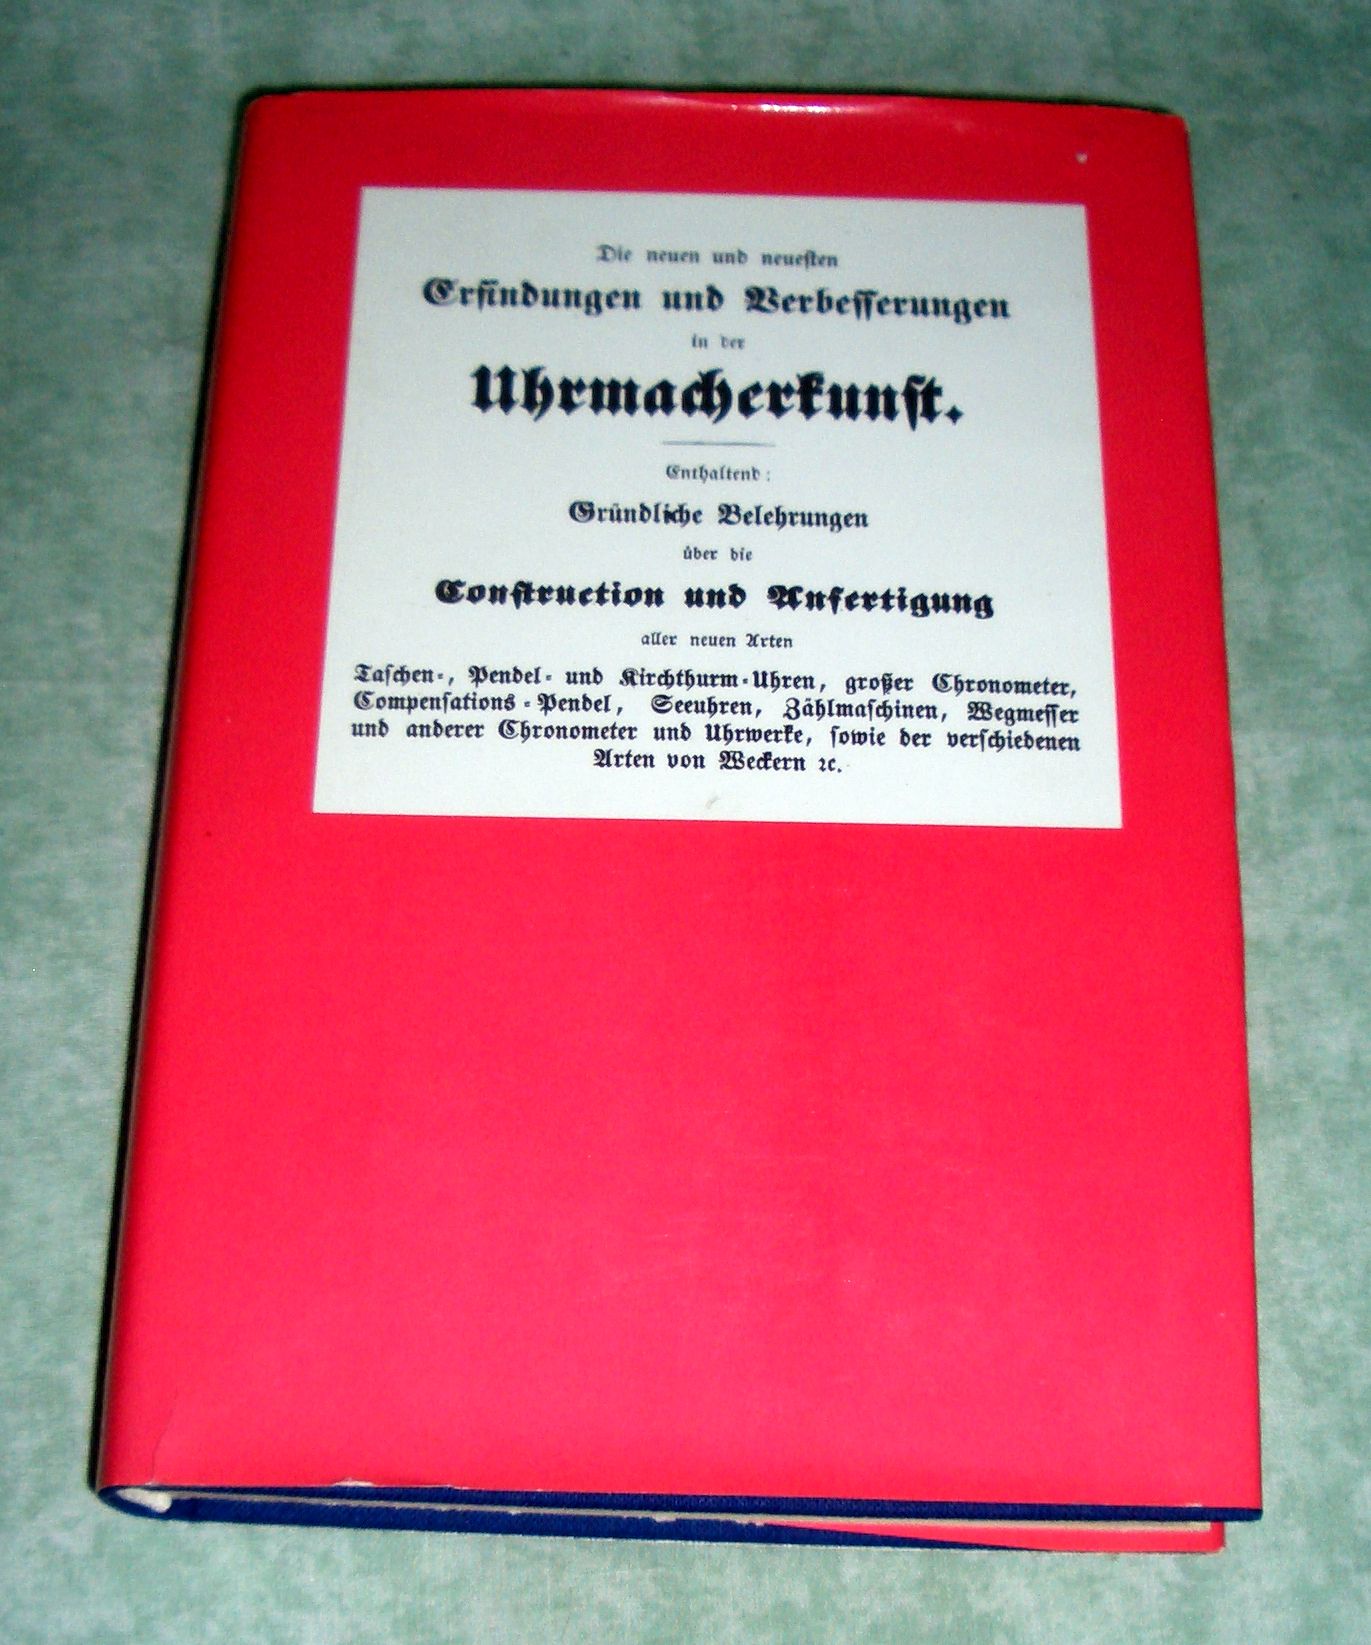 Die neuen und neueſten
Erfindungen und Verbeſſerungen
in der
Uhrmacherkunſt.
Enthaltend:
Gründliche Belehrungen
über die
Conſtruction und Anfertigung
aller neuen Arten
Taſchen-, Pendel- und Kirchthurm-Uhren, großer Chronometer,
Compenſations-Pendel, Seeuhren, Zählmaſchinen, Wegmeſſer
und anderer Chronometer und Uhrwerke, ſowie der verſchiedenen
Arten von Weckern ꝛc.